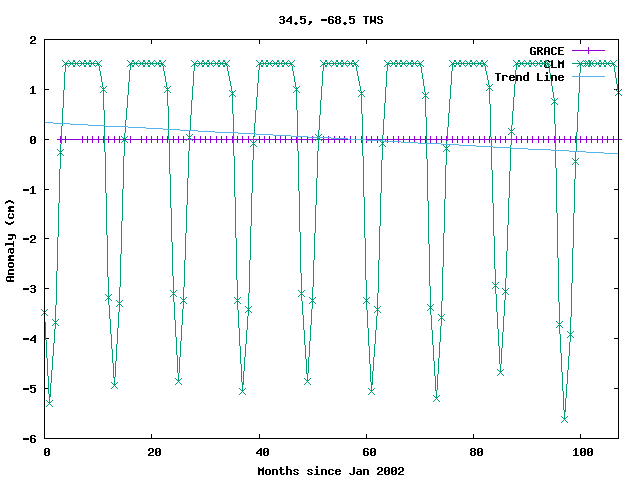 34.5, -68.5 TWS
GRACE
CLM
Trend Line
2
1
0
-1
-2
-3
-4
-5
-6
Anomaly (cm)
0 20 40 60 80 100
Months since Jan 2002